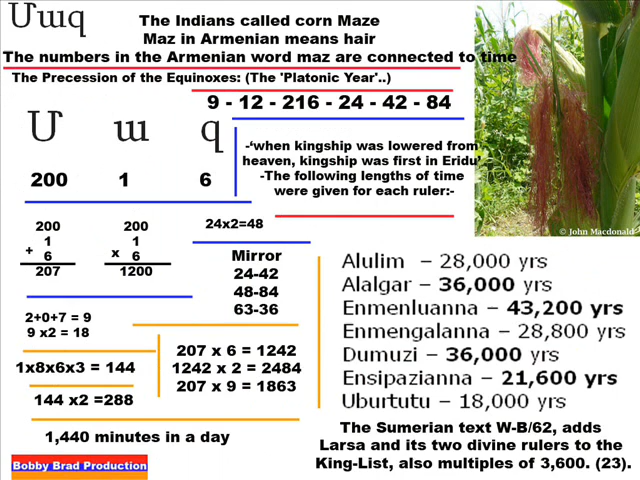 Մազ
The Indians called corn Maze
Maz in Armenian means hair
The numbers in the Armenian word maz are connected to time
The Precession of the Equinoxes: (The 'Platonic Year'..)
9 - 12 - 216 - 24 - 42 - 84
Մ ա զ
200 1 6
-‘when kingship was lowered from
heaven, kingship was first in Eridu’
-The following lengths of time
were given for each ruler:-
© John Macdonald
200
1
+ 6
207
200
1
x 6
1200
24x2=48
Mirror
24-42
48-84
63-36
2+0+7 = 9
9 x2 = 18
1x8x6x3 = 144
144 x2 =288
207 x 6 = 1242
1242 x 2 = 2484
207 x 9 = 1863
1,440 minutes in a day
Alulim – 28,000 yrs
Alalgar – 36,000 yrs
Enmenluanna – 43,200 yrs
Enmengalanna – 28,800 yrs
Dumuzi – 36,000 yrs
Ensipazianna – 21,600 yrs
Uburtutu – 18,000 yrs
The Sumerian text W-B/62, adds
Larsa and its two divine rulers to the
King-List, also multiples of 3,600. (23).
Bobby Brad Production